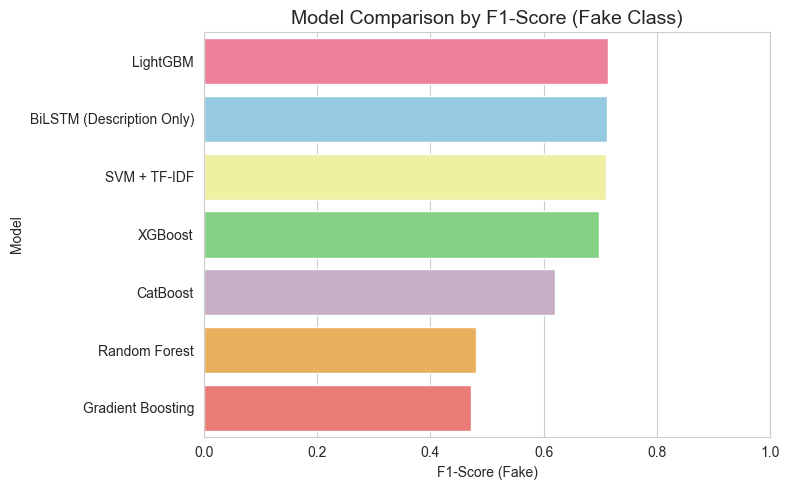 Model Comparison by F1-Score (Fake Class)
LightGBM
BiLSTM (Description Only)
SVM + TF-IDF
XGBoost
CatBoost
Random Forest
Gradient Boosting
Model
0.0 0.2 0.4 0.6 0.8 1.0
F1-Score (Fake)